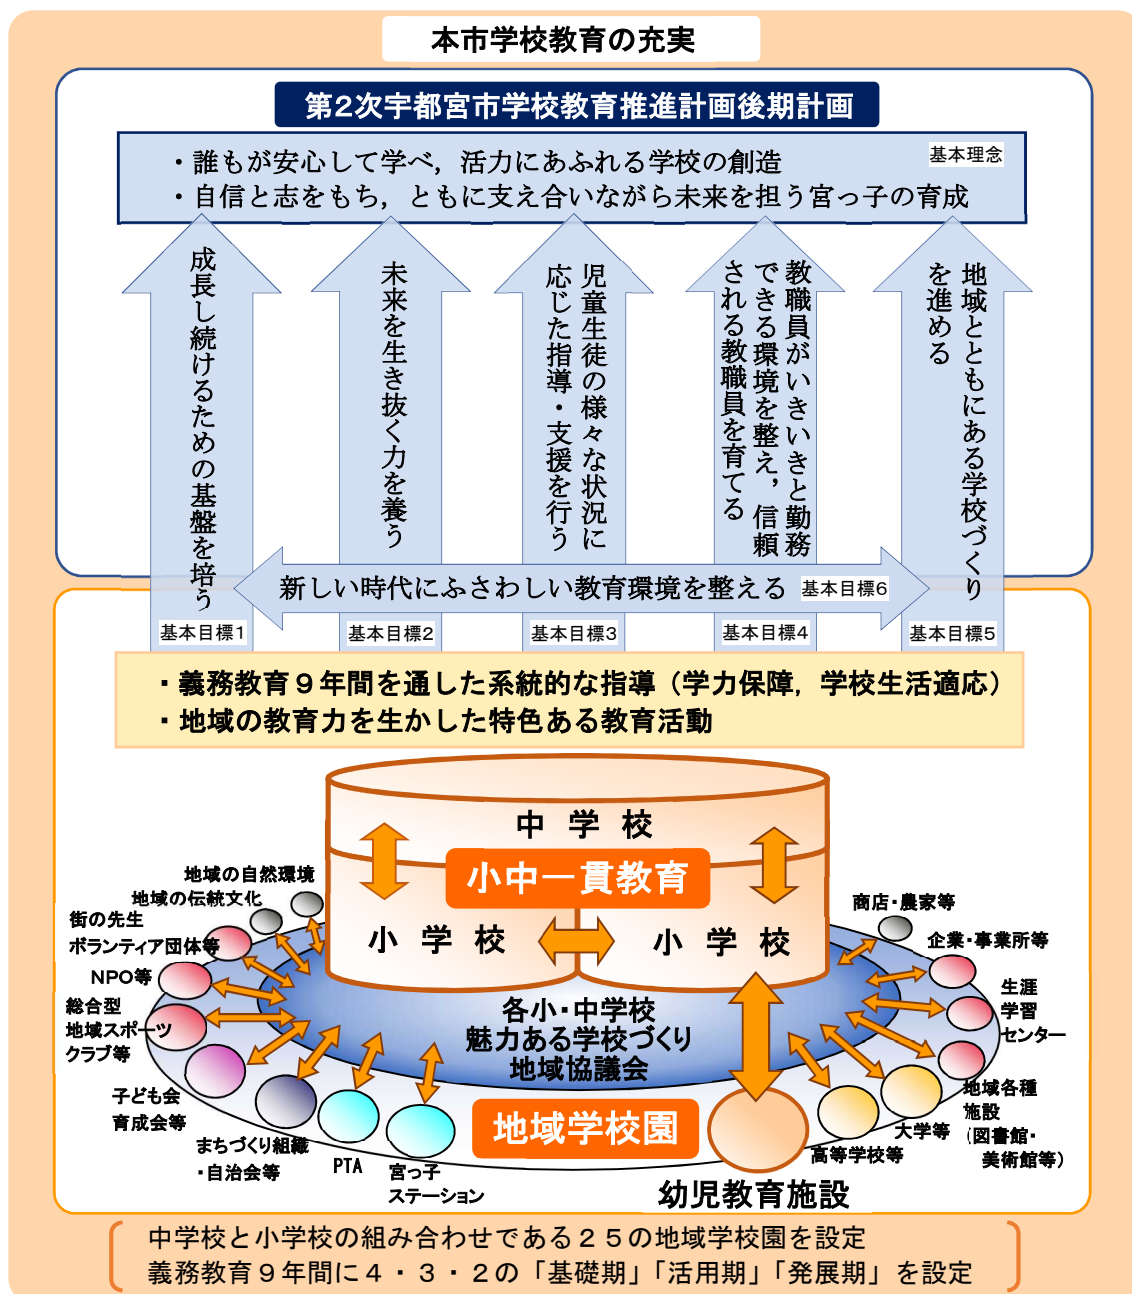 本市学校教育の充実
第２次宇都宮市学校教育推進計画後期計画
基本理念
・誰もが安心して学べ，活力にあふれる学校の創造
・自信と志をもち，ともに支え合いながら未来を担う宮っ子の育成
成長し続けるための基盤を培う
未来を生き抜く力を養う
児童生徒の様々な状況に
応じた指導・支援を行う
教職員がいきいきと勤務
できる環境を整え，信頼
される教職員を育てる
地域とともにある学校づくり
を進める
新しい時代にふさわしい教育環境を整える 基本目標6
基本目標1
基本目標2
基本目標3
基本目標4
基本目標5
・義務教育９年間を通した系統的な指導（学力保障，学校生活適応）
・地域の教育力を生かした特色ある教育活動
中学校
小中一貫教育
小学校
小学校
各小・中学校
魅力ある学校づくり
地域協議会
地域学校園
地域の自然環境
地域の伝統文化
街の先生
ボランティア団体等
NPO等
総合型
地域スポーツ
クラブ等
子ども会
育成会等
まちづくり組織
・自治会等
PTA
宮っ子
ステーション
幼児教育施設
高等学校等
大学等
地域各種
施設
（図書館・
美術館等）
生涯
学習
センター
企業・事業所等
商店・農家等
中学校と小学校の組み合わせである２５の地域学校園を設定
義務教育９年間に４・３・２の「基礎期」「活用期」「発展期」を設定